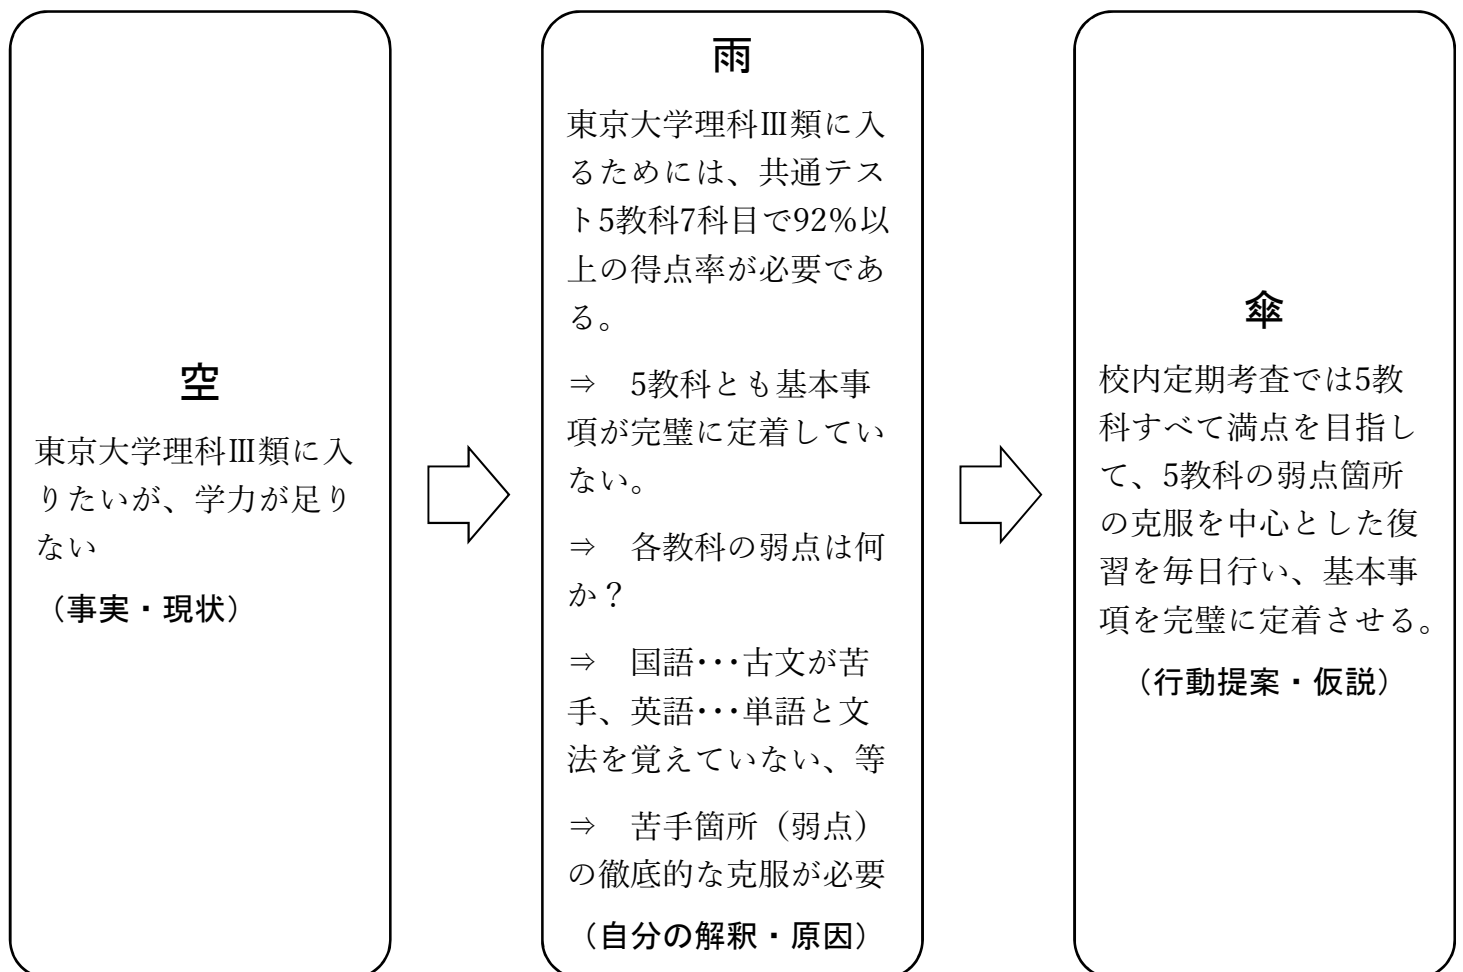 空
東京大学理科Ⅲ類に入
りたいが、学力が足り
ない
（事実・現状）
雨
東京大学理科Ⅲ類に入
るためには、共通テス
ト5教科7科目で92%以
上の得点率が必要であ
る。
⇒　5教科とも基本事
項が完璧に定着してい
ない。
⇒　各教科の弱点は何
か？
⇒　国語･･･古文が苦
手、英語･･･単語と文
法を覚えていない、等
⇒　苦手箇所（弱点）
の徹底的な克服が必要
（自分の解釈・原因）
傘
校内定期考査では5教
科すべて満点を目指し
て、5教科の弱点箇所
の克服を中心とした復
習を毎日行い、基本事
項を完璧に定着させる。
（行動提案・仮説）